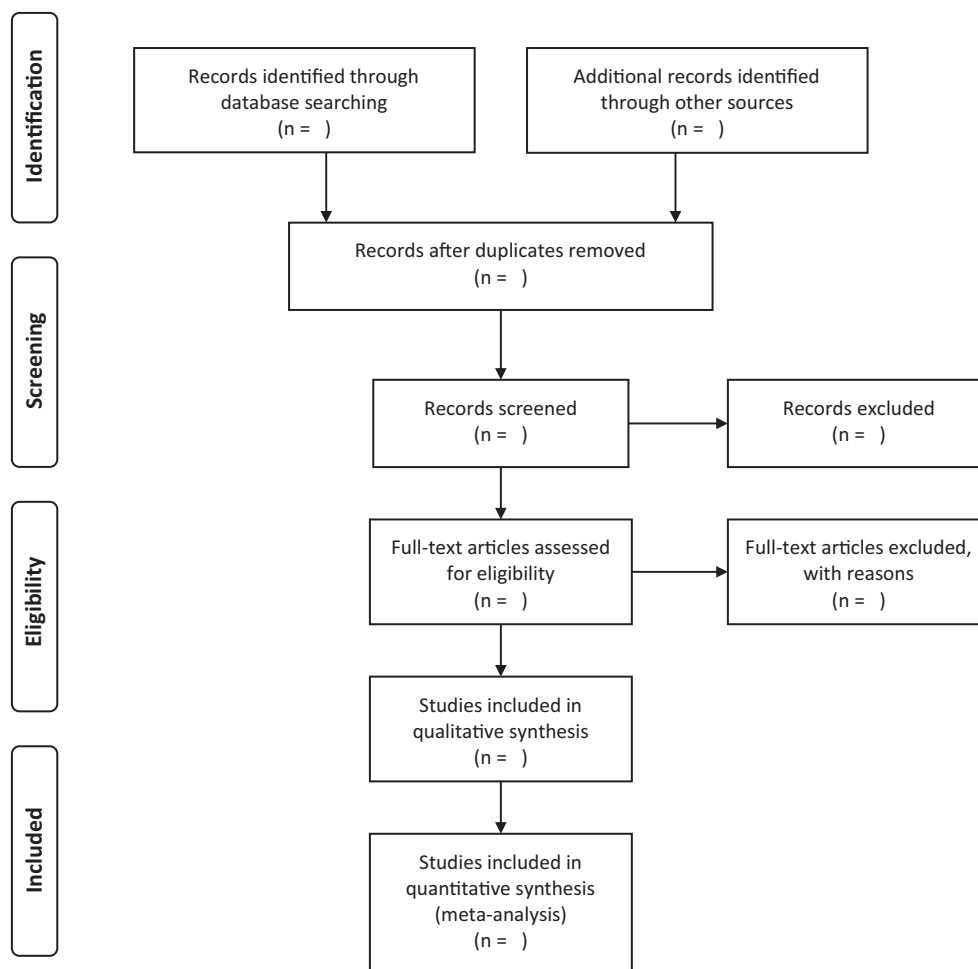 Identification
Records identified through
database searching
(n =   )
Additional records identified
through other sources
(n =   )
Records after duplicates removed
(n =   )
Screening
Records screened
(n =   )
Records excluded
(n =   )
Eligibility
Full-text articles assessed
for eligibility
(n =   )
Full-text articles excluded,
with reasons
(n =   )
Studies included in
qualitative synthesis
(n =   )
Included
Studies included in
quantitative synthesis
(meta-analysis)
(n =   )